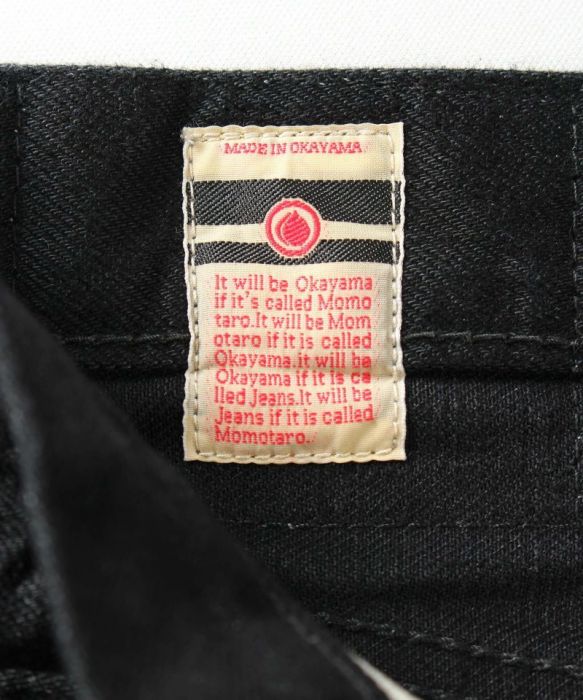 MADE IN OKAYAMA
It will be Okayama
if it's called Momo
taro.It will be Mom
otaro if it is called
Okayama.it will be
Okayama if it is ca
lled Jeans.It will be
Jeans if it is called
Momotaro.